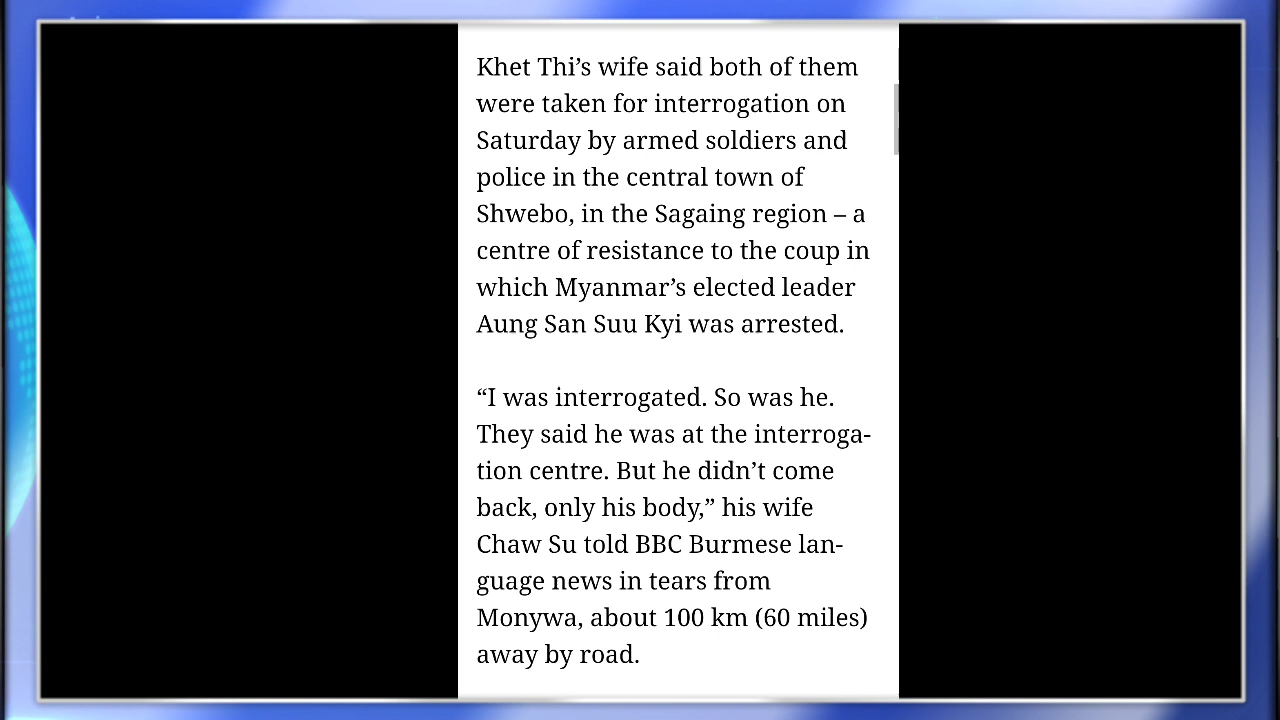 Khet Thi’s wife said both of them
were taken for interrogation on
Saturday by armed soldiers and
police in the central town of
Shwebo, in the Sagaing region – a
centre of resistance to the coup in
which Myanmar’s elected leader
Aung San Suu Kyi was arrested.
“I was interrogated. So was he.
They said he was at the interroga-
tion centre. But he didn’t come
back, only his body,” his wife
Chaw Su told BBC Burmese lan-
guage news in tears from
Monywa, about 100 km (60 miles)
away by road.